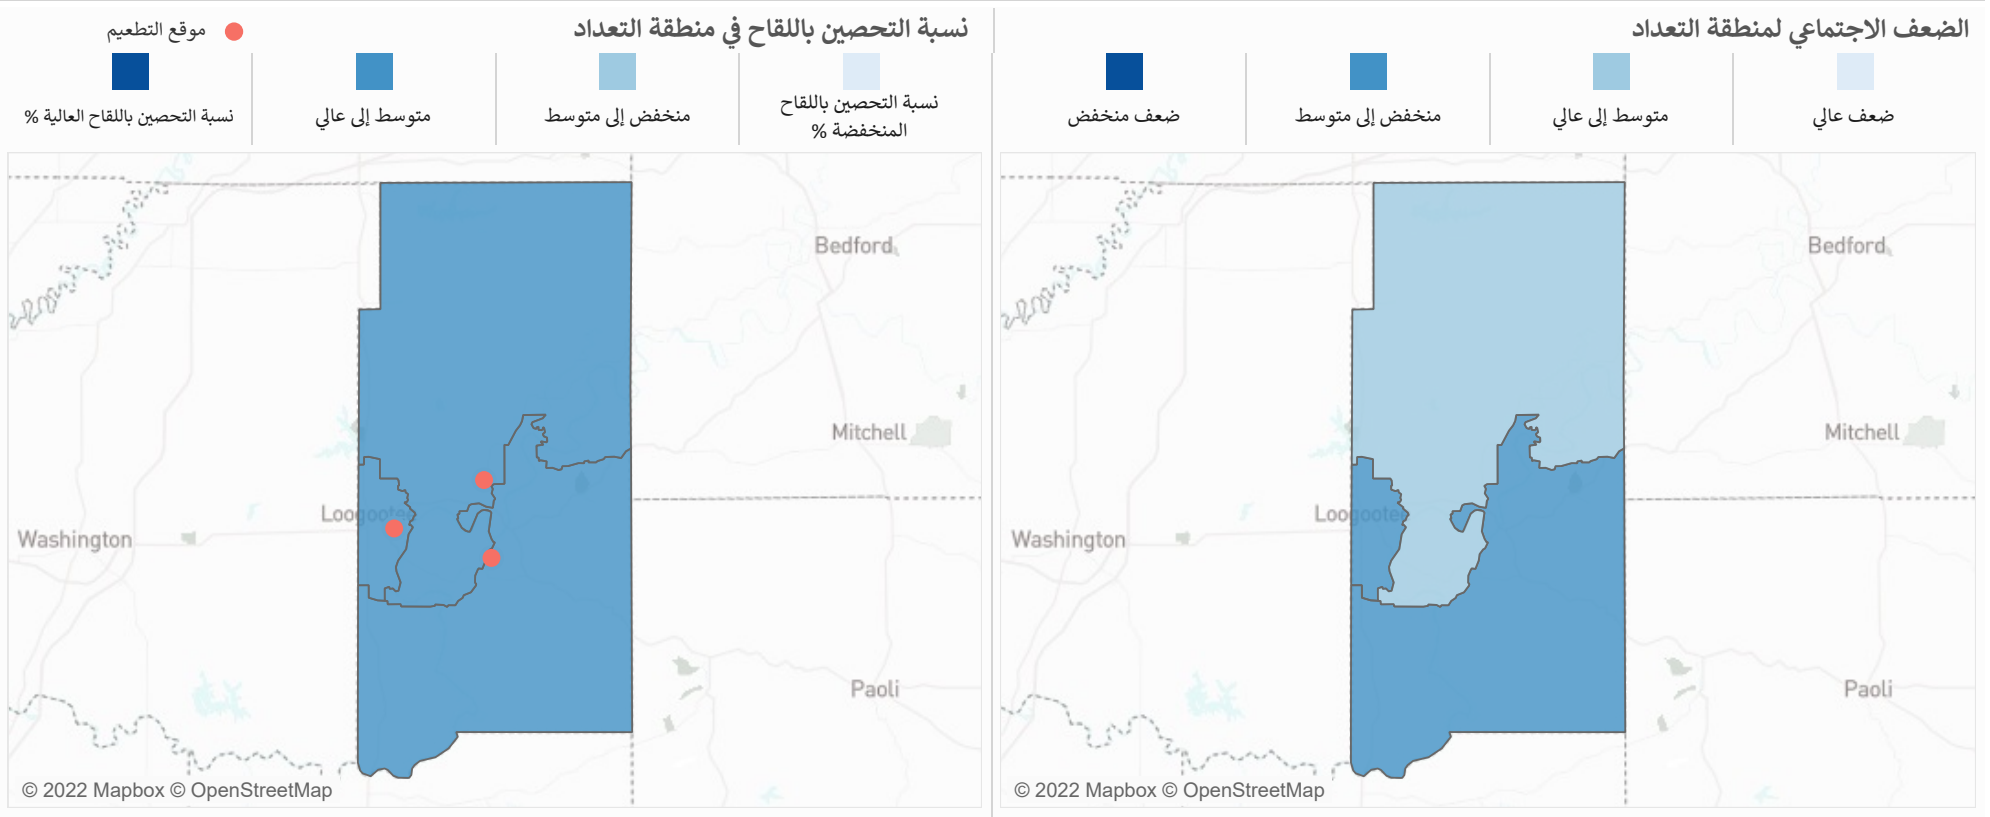 الضعف الاجتماعي لمنطقة التعداد
ضعف عالي
متوسط إلى عالي
منخفض إلى متوسط
ضعف منخفض
Bedford
Mitchell
Loogootee
Washington
Paoli
© 2022 Mapbox © OpenStreetMap
نسبة التحصين باللقاح في منطقة التعداد
موقع التطعيم
نسبة التحصين باللقاح
المنخفضة %
منخفض إلى متوسط
متوسط إلى عالي
نسبة التحصين باللقاح العالية %
Bedford
Mitchell
Loogootee
Washington
Paoli
© 2022 Mapbox © OpenStreetMap